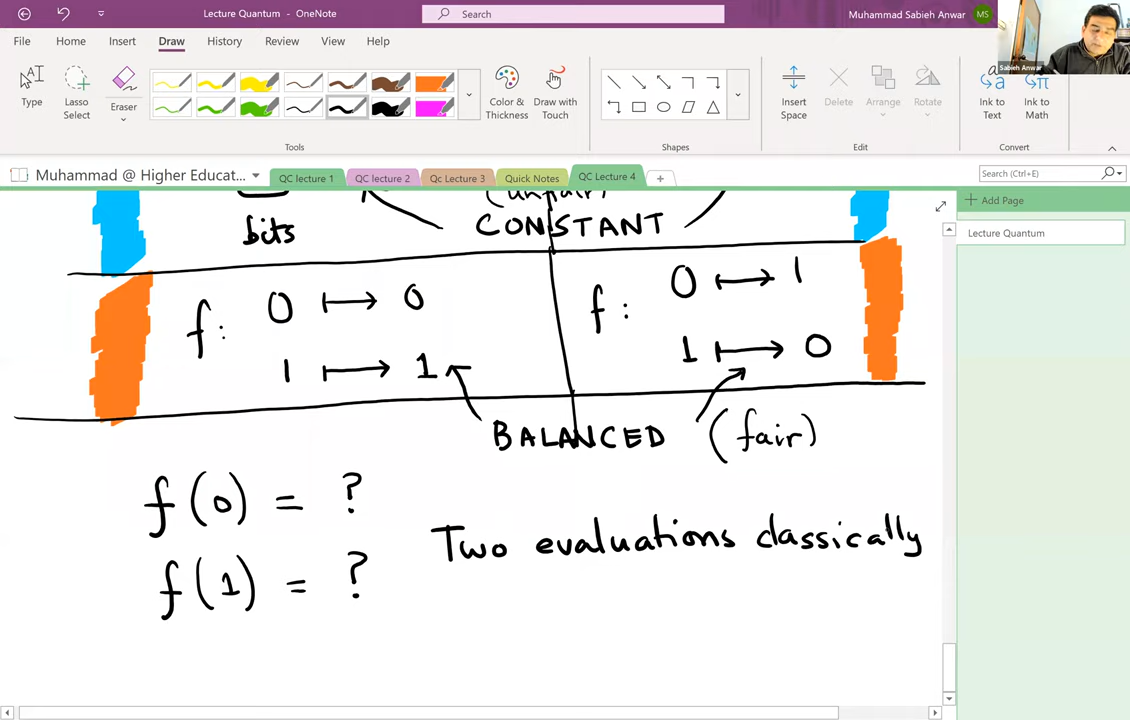 Lecture Quantum - OneNote
Search
Muhammad Sabieh Anwar
MS
File Home Insert Draw History Review View Help
Sabieh Anwar
Type
Lasso Select
Eraser
Color & Thickness
Draw with Touch
Insert Space
Delete
Arrange
Rotate
Ink to Text
Ink to Math
Tools
Shapes
Edit
Convert
Muhammad @ Higher Educat...
QC lecture 1
QC lecture 2
Qc Lecture 3
Quick Notes
QC Lecture 4
Search (Ctrl+E)
Add Page
Lecture Quantum
(unfair)
bits
CONSTANT
f: 0 ↦ 0
1 ↦ 1
f: 0 ↦ 1
1 ↦ 0
BALANCED (fair)
f(0) = ?
Two evaluations classically
f(1) = ?